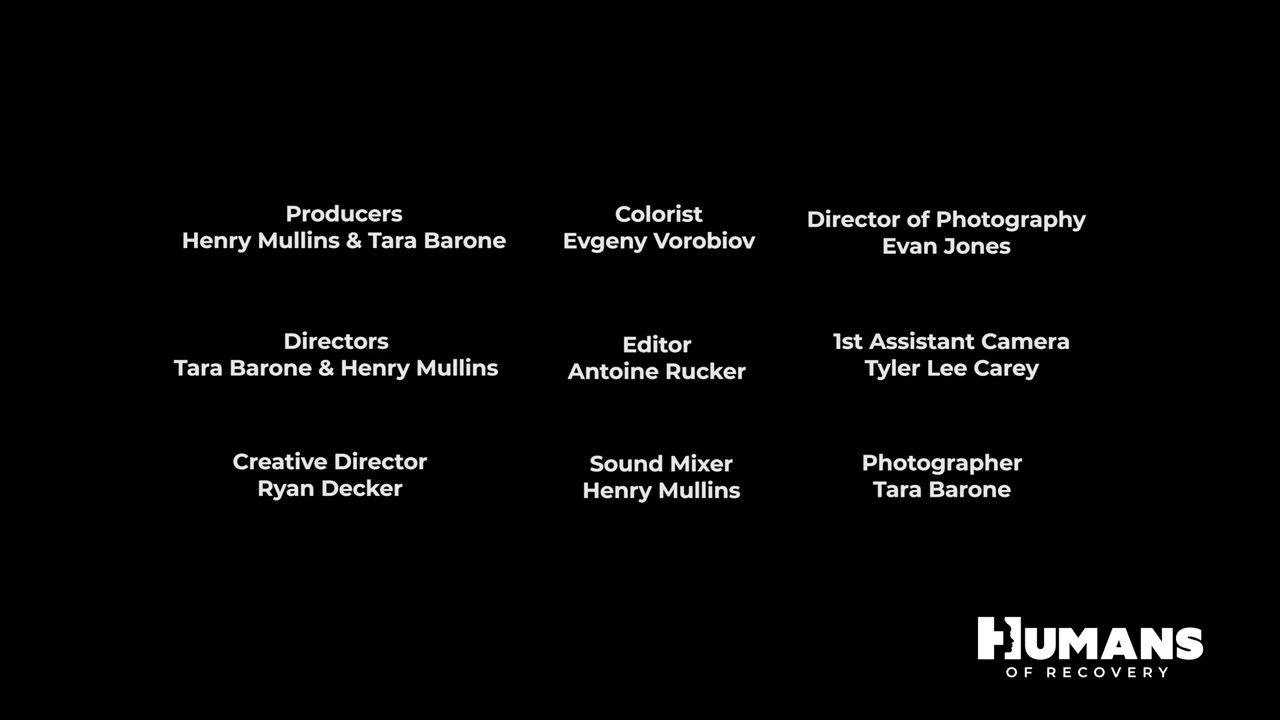 Producers
Henry Mullins & Tara Barone
Colorist
Evgeny Vorobiov
Director of Photography
Evan Jones
Directors
Tara Barone & Henry Mullins
Editor
Antoine Rucker
1st Assistant Camera
Tyler Lee Carey
Creative Director
Ryan Decker
Sound Mixer
Henry Mullins
Photographer
Tara Barone
HUMANS
OF RECOVERY